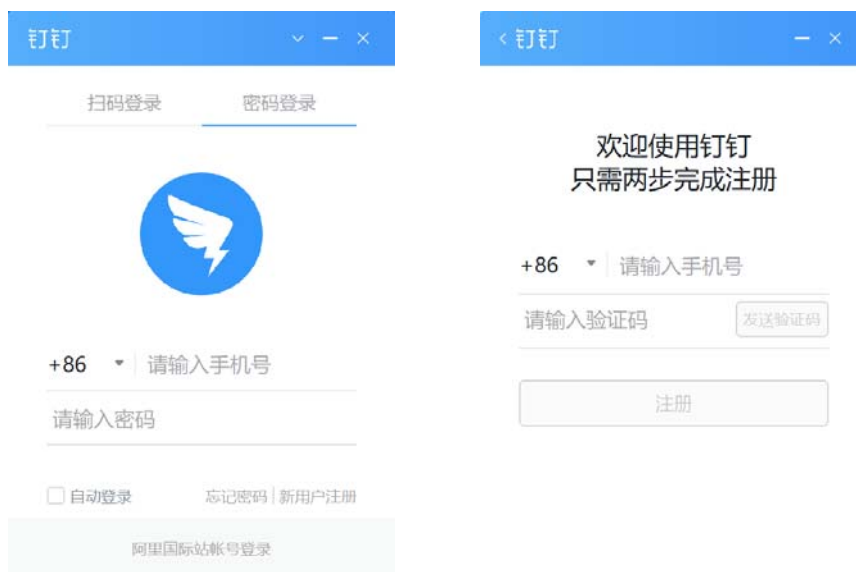 钉钉
扫码登录 密码登录
+86 请输入手机号
请输入密码
自动登录 忘记密码 新用户注册
阿里国际站帐号登录
钉钉
欢迎使用钉钉
只需两步完成注册
+86 请输入手机号
请输入验证码 发送验证码
注册